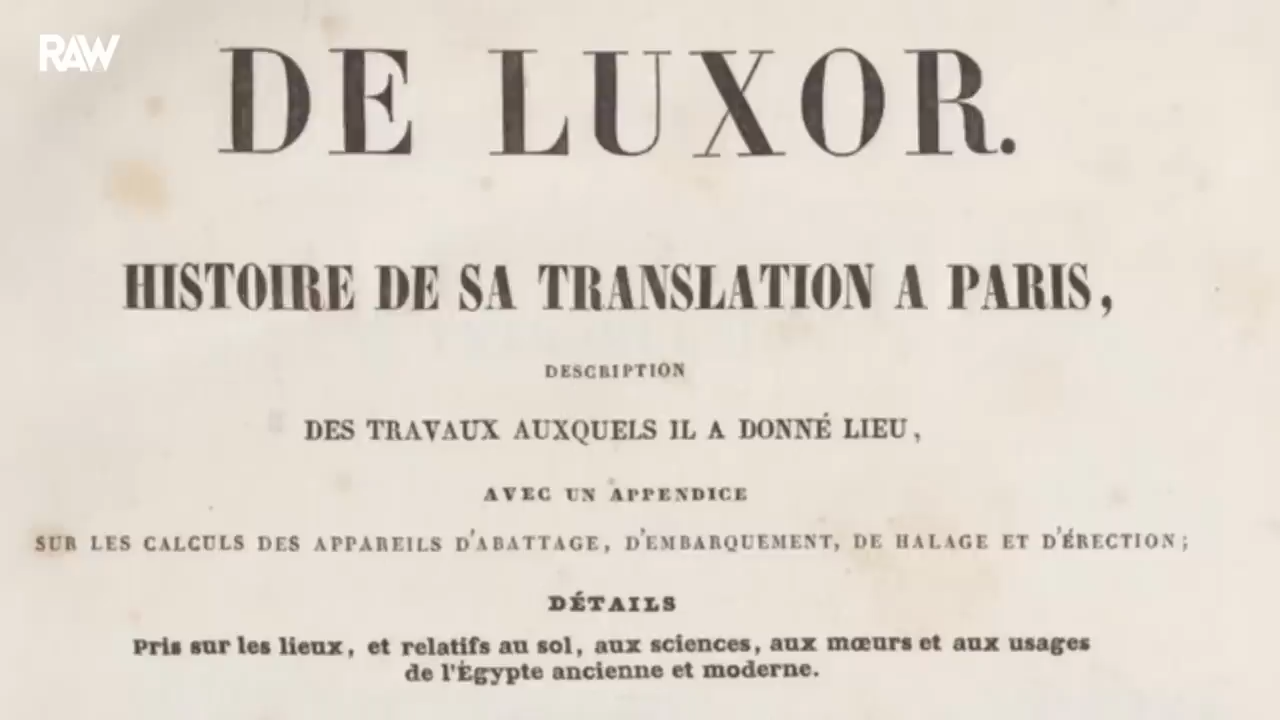 RAW
DE LUXOR.
HISTOIRE DE SA TRANSLATION A PARIS,
DESCRIPTION
DES TRAVAUX AUXQUELS IL A DONNÉ LIEU,
AVEC UN APPENDICE
SUR LES CALCULS DES APPAREILS D'ABATTAGE, D'EMBARQUEMENT, DE HALAGE ET D'ÉRECTION;
DÉTAILS
Pris sur les lieux, et relatifs au sol, aux sciences, aux mœurs et aux usages
de l'Égypte ancienne et moderne.